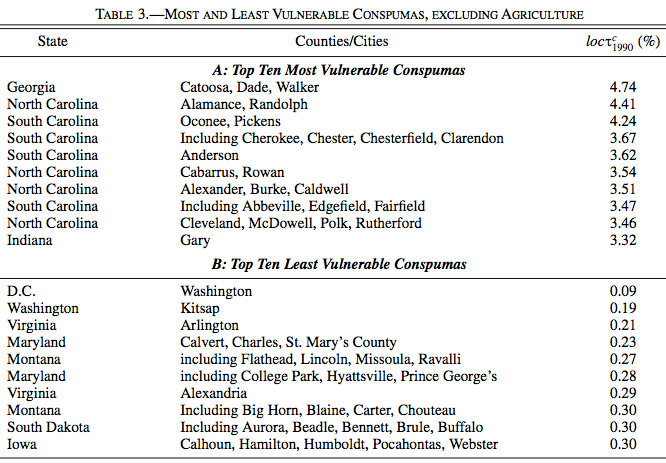 TABLE 3.—MOST AND LEAST VULNERABLE CONSPUMAS, EXCLUDING AGRICULTURE
State Counties/Cities locτ^c_1990 (%)
A: Top Ten Most Vulnerable Conspumas
Georgia Catoosa, Dade, Walker 4.74
North Carolina Alamance, Randolph 4.41
South Carolina Oconee, Pickens 4.24
South Carolina Including Cherokee, Chester, Chesterfield, Clarendon 3.67
South Carolina Anderson 3.62
North Carolina Cabarrus, Rowan 3.54
North Carolina Alexander, Burke, Caldwell 3.51
South Carolina Including Abbeville, Edgefield, Fairfield 3.47
North Carolina Cleveland, McDowell, Polk, Rutherford 3.46
Indiana Gary 3.32
B: Top Ten Least Vulnerable Conspumas
D.C. Washington 0.09
Washington Kitsap 0.19
Virginia Arlington 0.21
Maryland Calvert, Charles, St. Mary's County 0.23
Montana including Flathead, Lincoln, Missoula, Ravalli 0.27
Maryland including College Park, Hyattsville, Prince George's 0.28
Virginia Alexandria 0.29
Montana Including Big Horn, Blaine, Carter, Chouteau 0.30
South Dakota Including Aurora, Beadle, Bennett, Brule, Buffalo 0.30
Iowa Calhoun, Hamilton, Humboldt, Pocahontas, Webster 0.30